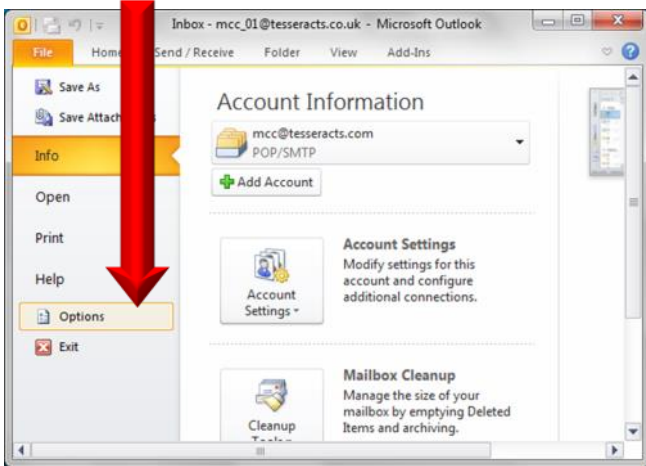 Inbox - mcc_01@tesseracts.co.uk - Microsoft Outlook
File Send / Receive Folder View Add-Ins
Save As
Save
Info
Open
Print
Help
Options
Exit
Account Information
mcc@tesseracts.com
POP/SMTP
Add Account
Account
Settings
Account Settings
Modify settings for this
account and configure
additional connections.
Cleanup
Mailbox Cleanup
Manage the size of your
mailbox by emptying Deleted
Items and archiving.